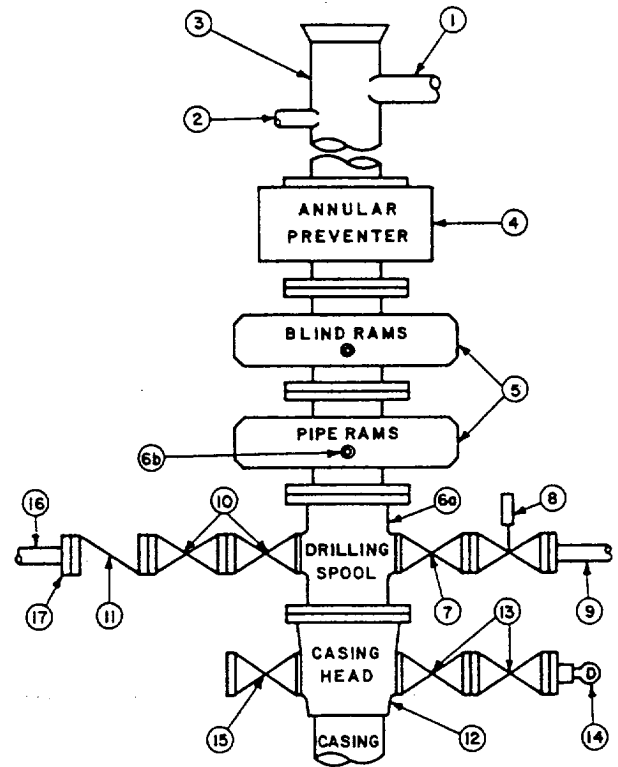 1
3
2
ANNULAR
PREVENTER
4
BLIND RAMS
5
PIPE RAMS
6b
16
10
6a
8
DRILLING
SPOOL
17
11
7
9
13
CASING
HEAD
D
15
12
14
CASING